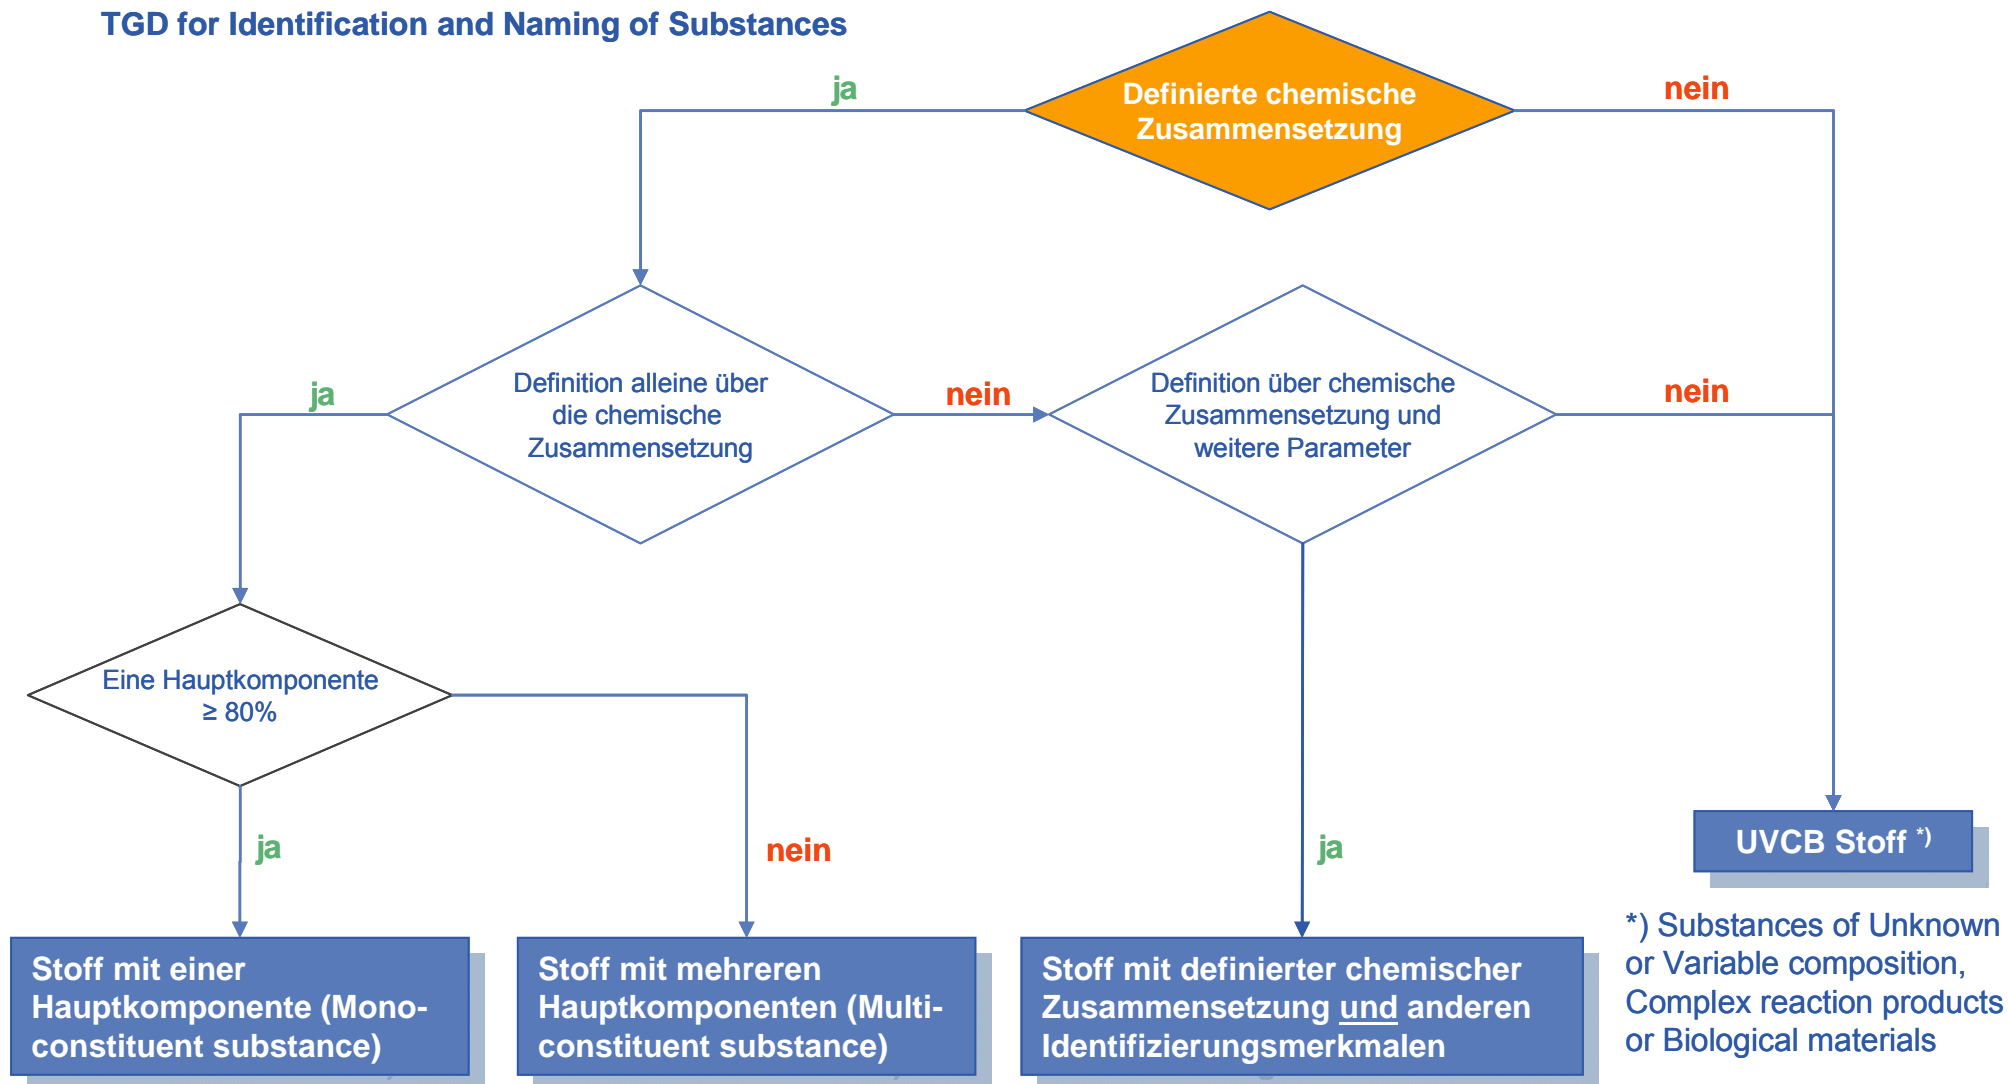 TGD for Identification and Naming of Substances
ja
Definierte chemische
Zusammensetzung
nein
ja
Definition alleine über
die chemische
Zusammensetzung
nein
Definition über chemische
Zusammensetzung und
weitere Parameter
nein
Eine Hauptkomponente
≥ 80%
ja
nein
ja
UVCB Stoff *)
Stoff mit einer
Hauptkomponente (Mono-
constituent substance)
Stoff mit mehreren
Hauptkomponenten (Multi-
constituent substance)
Stoff mit definierter chemischer
Zusammensetzung und anderen
Identifizierungsmerkmalen
*) Substances of Unknown
or Variable composition,
Complex reaction products
or Biological materials